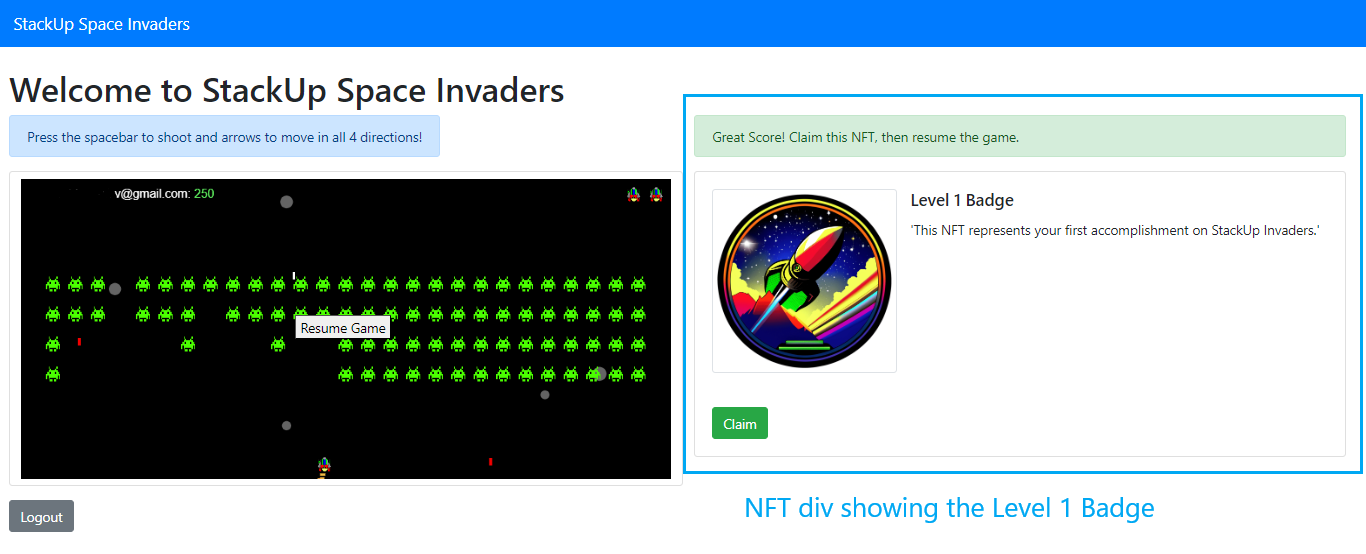 StackUp Space Invaders
Welcome to StackUp Space Invaders
Press the spacebar to shoot and arrows to move in all 4 directions!
v@gmail.com: 250
Resume Game
Logout
Great Score! Claim this NFT, then resume the game.
Level 1 Badge
'This NFT represents your first accomplishment on StackUp Invaders.'
Claim
NFT div showing the Level 1 Badge